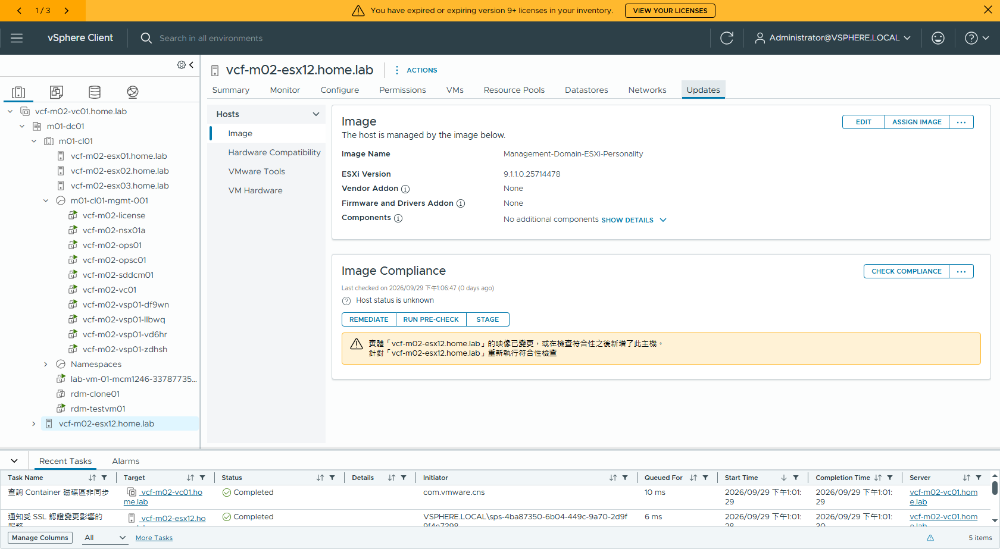 1 / 3
You have expired or expiring version 9+ licenses in your inventory.
VIEW YOUR LICENSES
vSphere Client
Search in all environments
Administrator@VSPHERE.LOCAL
vcf-m02-vc01.home.lab
m01-dc01
m01-cl01
vcf-m02-esx01.home.lab
vcf-m02-esx02.home.lab
vcf-m02-esx03.home.lab
m01-cl01-mgmt-001
vcf-m02-license
vcf-m02-nsx01a
vcf-m02-ops01
vcf-m02-opsc01
vcf-m02-sddcm01
vcf-m02-vc01
vcf-m02-vsp01-df9wn
vcf-m02-vsp01-llbwq
vcf-m02-vsp01-vd6hr
vcf-m02-vsp01-zdhsh
Namespaces
lab-vm-01-mcm1246-33787735...
rdm-clone01
rdm-testvm01
vcf-m02-esx12.home.lab
vcf-m02-esx12.home.lab
ACTIONS
Summary Monitor Configure Permissions VMs Resource Pools Datastores Networks Updates
Hosts
Image
Hardware Compatibility
VMware Tools
VM Hardware
Image
EDIT ASSIGN IMAGE ...
The host is managed by the image below.
Image Name Management-Domain-ESXi-Personality
ESXi Version 9.1.1.0.25714478
Vendor Addon None
Firmware and Drivers Addon None
Components No additional components SHOW DETAILS
Image Compliance
CHECK COMPLIANCE ...
Last checked on 2026/09/29 下午1:06:47 (0 days ago)
Host status is unknown
REMEDIATE RUN PRE-CHECK STAGE
實體「vcf-m02-esx12.home.lab」的映像已變更，或在檢查符合性之後新增了此主機。
針對「vcf-m02-esx12.home.lab」重新執行符合性檢查
Recent Tasks Alarms
Task Name Target Status Details Initiator Queued For Start Time Completion Time Server
查詢 Container 磁碟區非同步 vcf-m02-vc01.ho Completed com.vmware.cns 10 ms 2026/09/29 下午1:01: 2026/09/29 下午1:01: vcf-m02-vc01.hom
me.lab 29 29 e.lab
通知受 SSL 認證變更影響的 vcf-m02-esx12.ho Completed VSPHERE.LOCAL\sps-4ba87350-6b04-449c-9a70-2d9f 6 ms 2026/09/29 下午1:01: 2026/09/29 下午1:01: vcf-m02-vc01.hom
Manage Columns All More Tasks 5 items